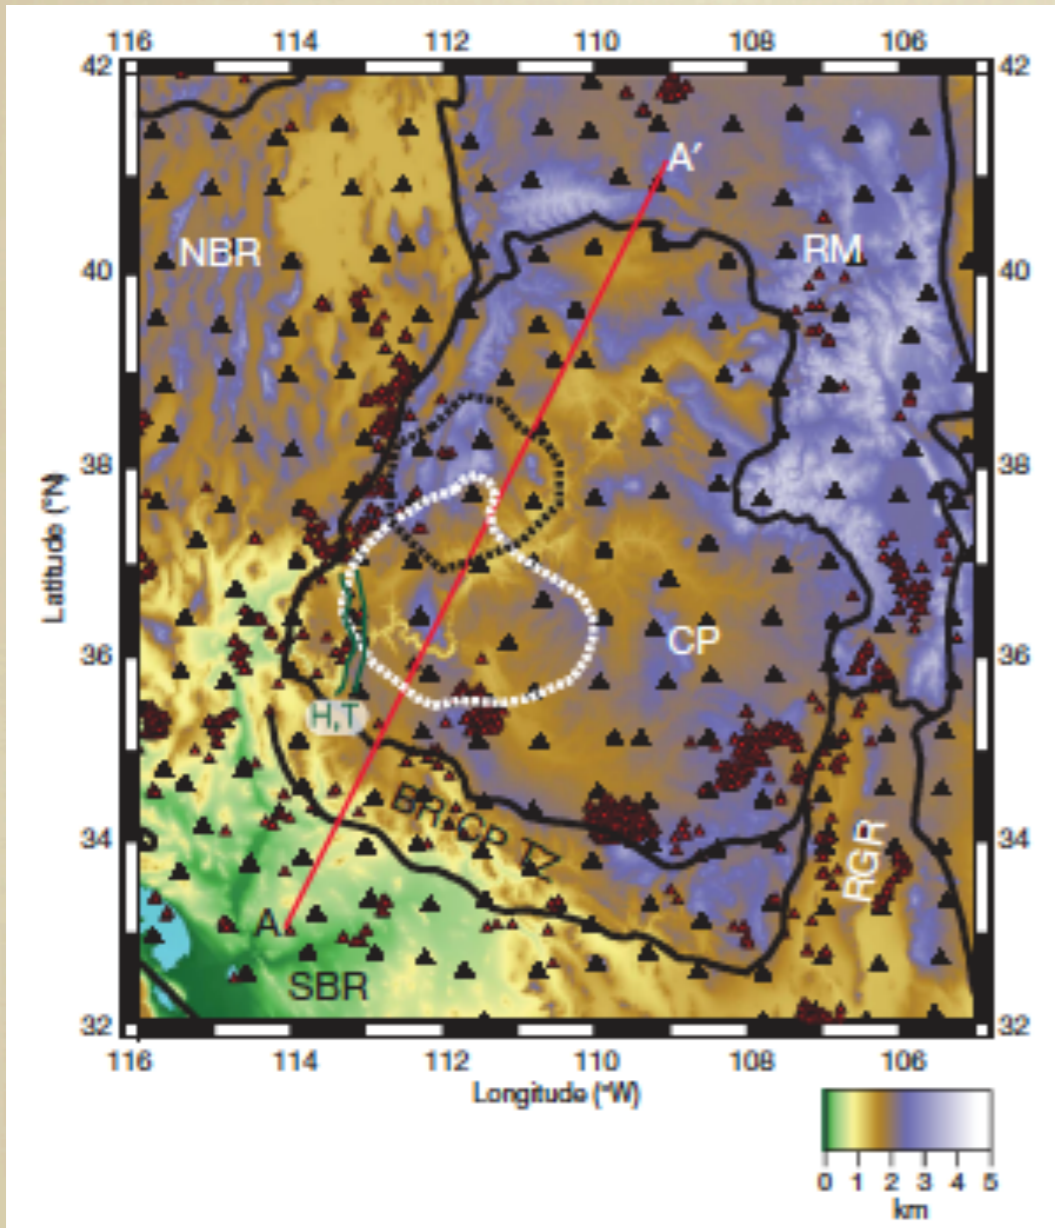 116 114 112 110 108 106
42 42
A′
NBR RM
40 40
38 38
Latitude (°N)
CP
36 36
H,T
BR-CP TZ
34 RGR 34
A
SBR
32 32
116 114 112 110 108 106
Longitude (°W)
0 1 2 3 4 5
km